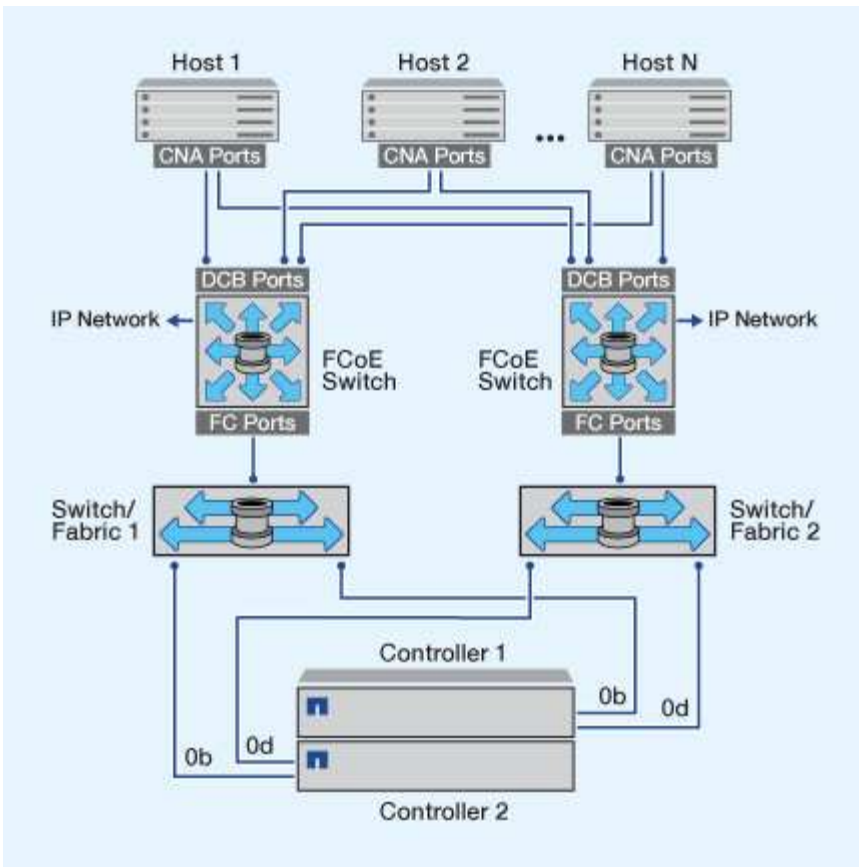 Host 1
Host 2
Host N
...
CNA Ports
CNA Ports
CNA Ports
DCB Ports
DCB Ports
IP Network
IP Network
FCoE
Switch
FCoE
Switch
FC Ports
FC Ports
Switch/
Fabric 1
Switch/
Fabric 2
Controller 1
0b
0d
0d
0b
Controller 2